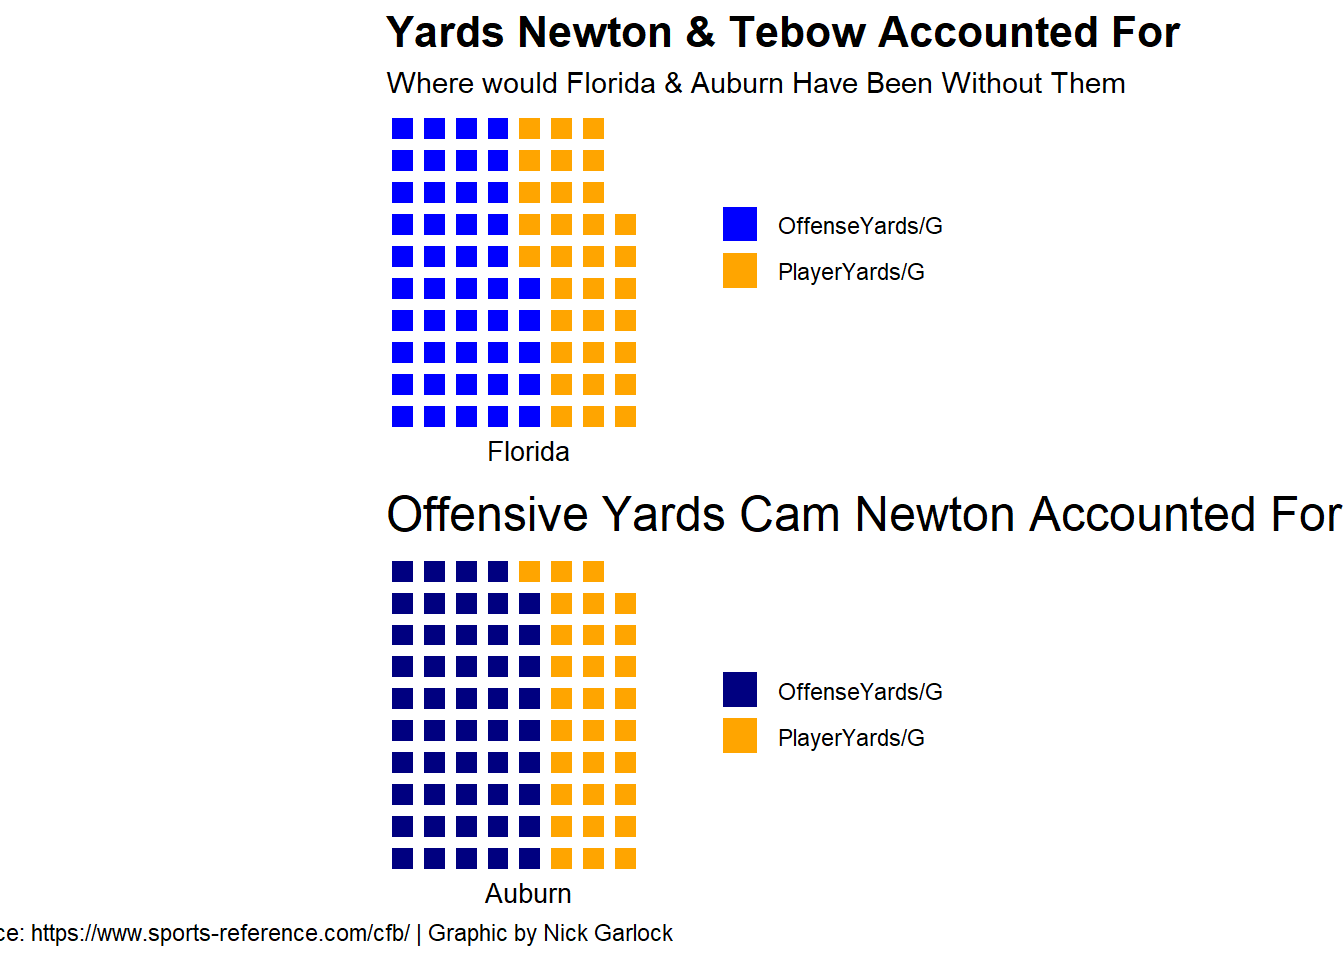 Yards Newton & Tebow Accounted For
Where would Florida & Auburn Have Been Without Them
OffenseYards/G
PlayerYards/G
Florida
Offensive Yards Cam Newton Accounted For
OffenseYards/G
PlayerYards/G
Auburn
ce: https://www.sports-reference.com/cfb/ | Graphic by Nick Garlock